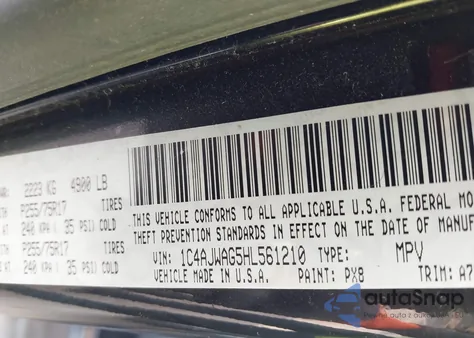 2223 KG 4900 LB
P255/75R17 TIRES
240 KPA ( 35 PSI) COLD
P255/75R17 TIRES
240 KPA ( 35 PSI) COLD
THIS VEHICLE CONFORMS TO ALL APPLICABLE U.S.A. FEDERAL
THEFT PREVENTION STANDARDS IN EFFECT ON THE DATE OF
VIN: 1C4AJWAG5HL561210 TYPE: MPV
VEHICLE MADE IN U.S.A. PAINT: PX8 TRIM: A7
autoSnap